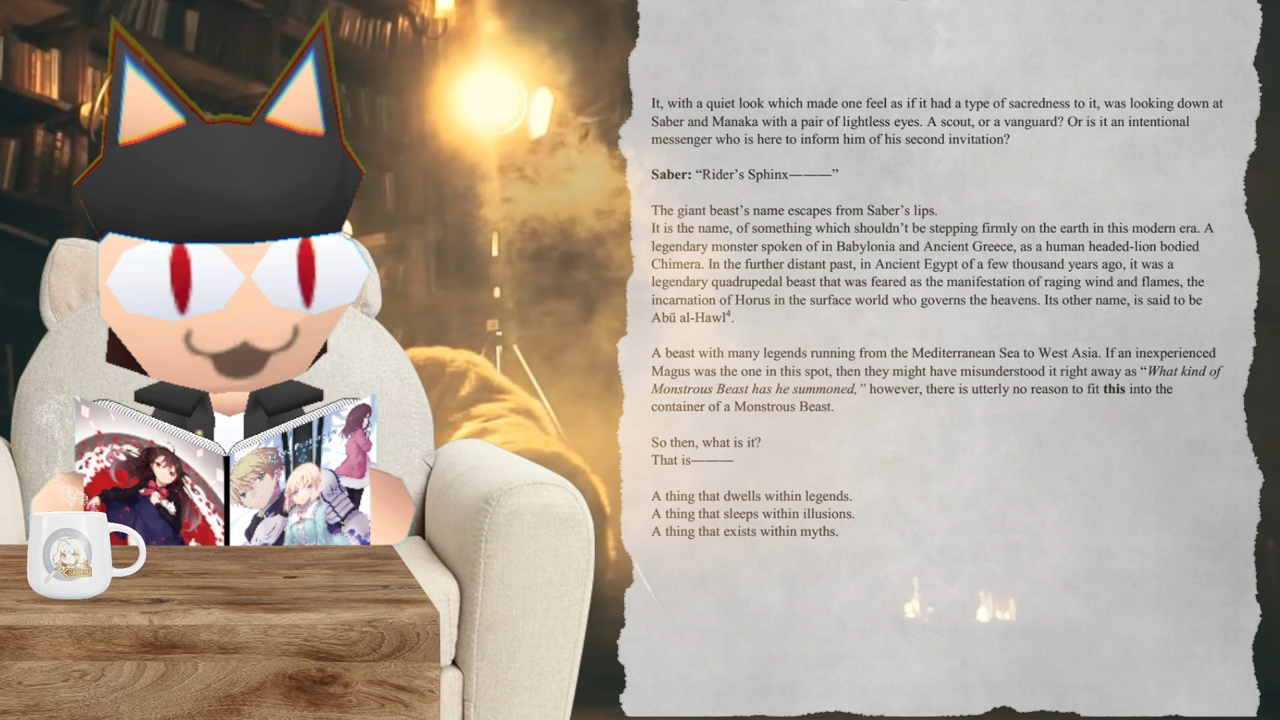 It, with a quiet look which made one feel as if it had a type of sacredness to it, was looking down at
Saber and Manaka with a pair of lightless eyes. A scout, or a vanguard? Or is it an intentional
messenger who is here to inform him of his second invitation?
Saber: “Rider’s Sphinx———”
The giant beast’s name escapes from Saber’s lips.
It is the name, of something which shouldn’t be stepping firmly on the earth in this modern era. A
legendary monster spoken of in Babylonia and Ancient Greece, as a human headed-lion bodied
Chimera. In the further distant past, in Ancient Egypt of a few thousand years ago, it was a
legendary quadrupedal beast that was feared as the manifestation of raging wind and flames, the
incarnation of Horus in the surface world who governs the heavens. Its other name, is said to be
Abū al-Hawl⁴.
A beast with many legends running from the Mediterranean Sea to West Asia. If an inexperienced
Magus was the one in this spot, then they might have misunderstood it right away as “What kind of
Monstrous Beast has he summoned,” however, there is utterly no reason to fit this into the
container of a Monstrous Beast.
So then, what is it?
That is———
A thing that dwells within legends.
A thing that sleeps within illusions.
A thing that exists within myths.